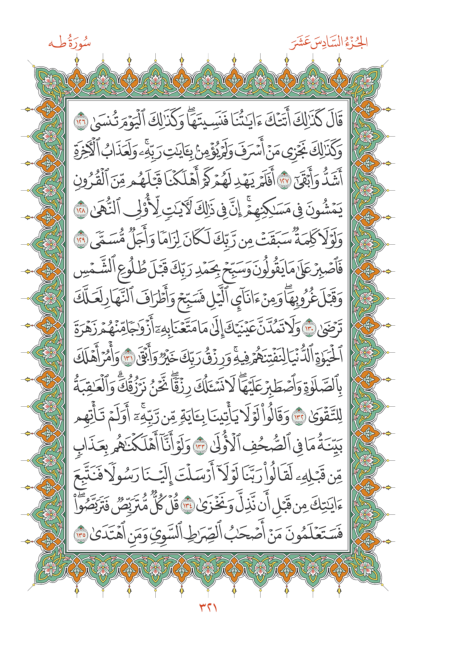 الجُزْءُ السَّادِسَ عَشَرَ
سُورَةُ طه
قَالَ كَذَٰلِكَ أَتَتْكَ ءَايَٰتُنَا فَنَسِيتَهَاۖ وَكَذَٰلِكَ ٱلْيَوْمَ تُنسَىٰ ١٢٦
وَكَذَٰلِكَ نَجْزِى مَنْ أَسْرَفَ وَلَمْ يُؤْمِنۢ بِـَٔايَٰتِ رَبِّهِۦۚ وَلَعَذَابُ ٱلْءَاخِرَةِ
أَشَدُّ وَأَبْقَىٰٓ ١٢٧ أَفَلَمْ يَهْدِ لَهُمْ كَمْ أَهْلَكْنَا قَبْلَهُم مِّنَ ٱلْقُرُونِ
يَمْشُونَ فِى مَسَٰكِنِهِمْۗ إِنَّ فِى ذَٰلِكَ لَءَايَٰتٍ لِّأُو۟لِى ٱلنُّهَىٰ ١٢٨
وَلَوْلَا كَلِمَةٌ سَبَقَتْ مِن رَّبِّكَ لَكَانَ لِزَامًا وَأَجَلٌ مُّسَمًّى ١٢٩
فَٱصْبِرْ عَلَىٰ مَا يَقُولُونَ وَسَبِّحْ بِحَمْدِ رَبِّكَ قَبْلَ طُلُوعِ ٱلشَّمْسِ
وَقَبْلَ غُرُوبِهَاۖ وَمِنْ ءَانَآئِ ٱلَّيْلِ فَسَبِّحْ وَأَطْرَافَ ٱلنَّهَارِ لَعَلَّكَ
تَرْضَىٰ ١٣٠ وَلَا تَمُدَّنَّ عَيْنَيْكَ إِلَىٰ مَا مَتَّعْنَا بِهِۦٓ أَزْوَٰجًا مِّنْهُمْ زَهْرَةَ
ٱلْحَيَوٰةِ ٱلدُّنْيَا لِنَفْتِنَهُمْ فِيهِۚ وَرِزْقُ رَبِّكَ خَيْرٌ وَأَبْقَىٰ ١٣١ وَأْمُرْ أَهْلَكَ
بِٱلصَّلَوٰةِ وَٱصْطَبِرْ عَلَيْهَاۖ لَا نَسْـَٔلُكَ رِزْقًاۖ نَّحْنُ نَرْزُقُكَۗ وَٱلْعَٰقِبَةُ
لِلتَّقْوَىٰ ١٣٢ وَقَالُوا۟ لَوْلَا يَأْتِينَا بِـَٔايَةٍ مِّن رَّبِّهِۦٓۚ أَوَلَمْ تَأْتِهِم
بَيِّنَةُ مَا فِى ٱلصُّحُفِ ٱلْأُولَىٰ ١٣٣ وَلَوْ أَنَّآ أَهْلَكْنَٰهُم بِعَذَابٍ
مِّن قَبْلِهِۦ لَقَالُوا۟ رَبَّنَا لَوْلَآ أَرْسَلْتَ إِلَيْنَا رَسُولًا فَنَتَّبِعَ
ءَايَٰتِكَ مِن قَبْلِ أَن نَّذِلَّ وَنَخْزَىٰ ١٣٤ قُلْ كُلٌّ مُّتَرَبِّصٌ فَتَرَبَّصُوا۟ۖ
فَسَتَعْلَمُونَ مَنْ أَصْحَٰبُ ٱلصِّرَٰطِ ٱلسَّوِىِّ وَمَنِ ٱهْتَدَىٰ ١٣٥
٣٢١